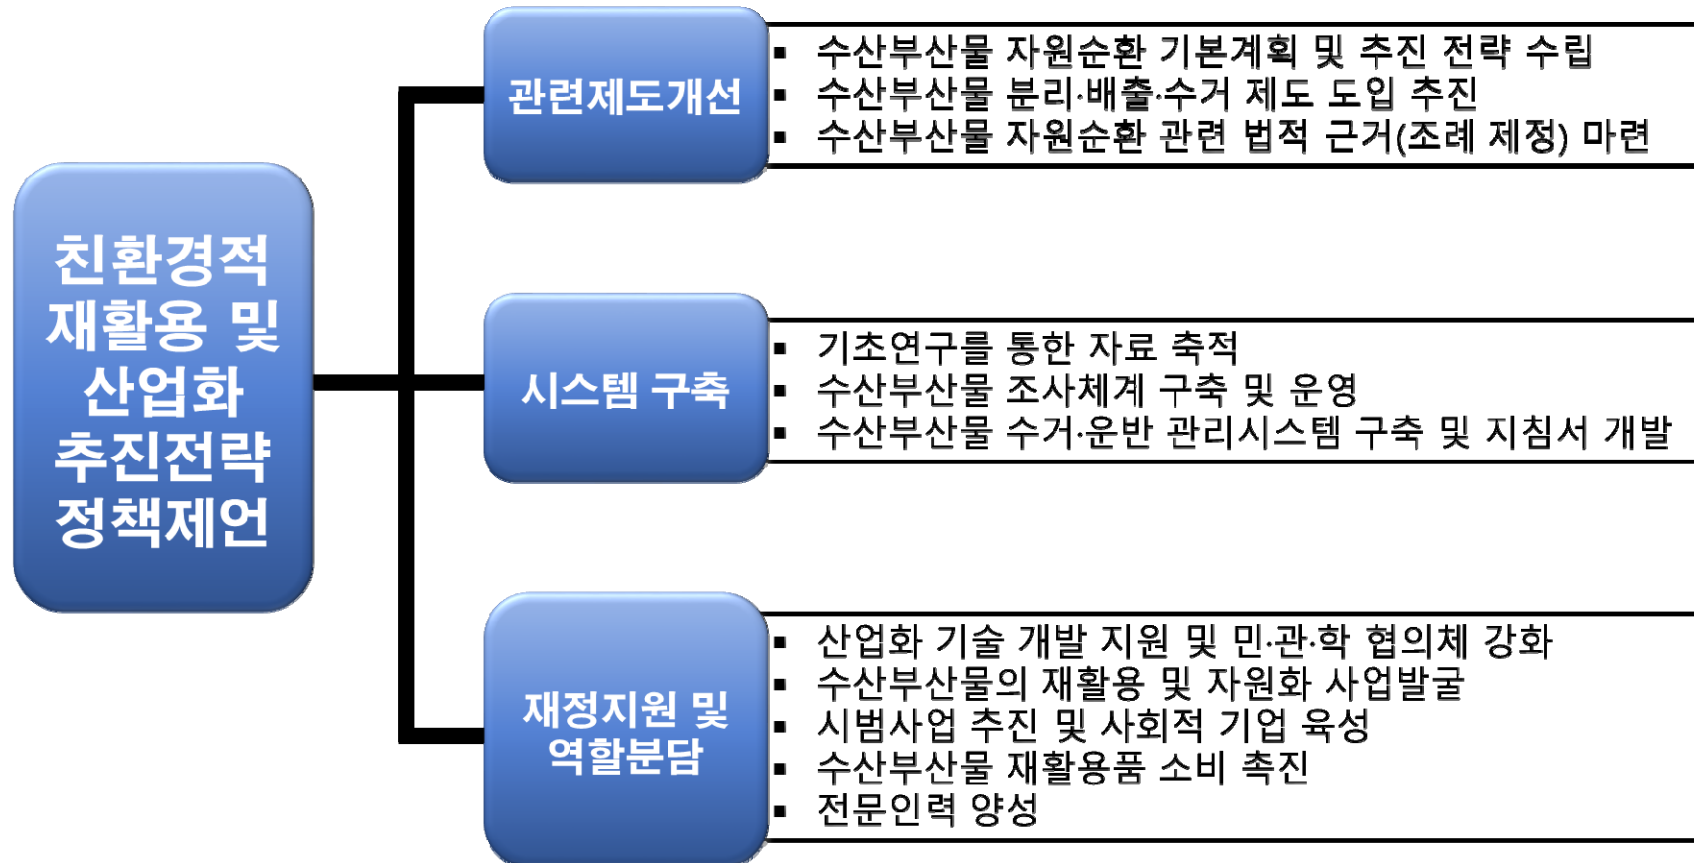 친환경적
재활용 및
산업화
추진전략
정책제언
관련제도개선
▪ 수산부산물 자원순환 기본계획 및 추진 전략 수립
▪ 수산부산물 분리·배출·수거 제도 도입 추진
▪ 수산부산물 자원순환 관련 법적 근거(조례 제정) 마련
시스템 구축
▪ 기초연구를 통한 자료 축적
▪ 수산부산물 조사체계 구축 및 운영
▪ 수산부산물 수거·운반 관리시스템 구축 및 지침서 개발
재정지원 및
역할분담
▪ 산업화 기술 개발 지원 및 민·관·학 협의체 강화
▪ 수산부산물의 재활용 및 자원화 사업발굴
▪ 시범사업 추진 및 사회적 기업 육성
▪ 수산부산물 재활용품 소비 촉진
▪ 전문인력 양성